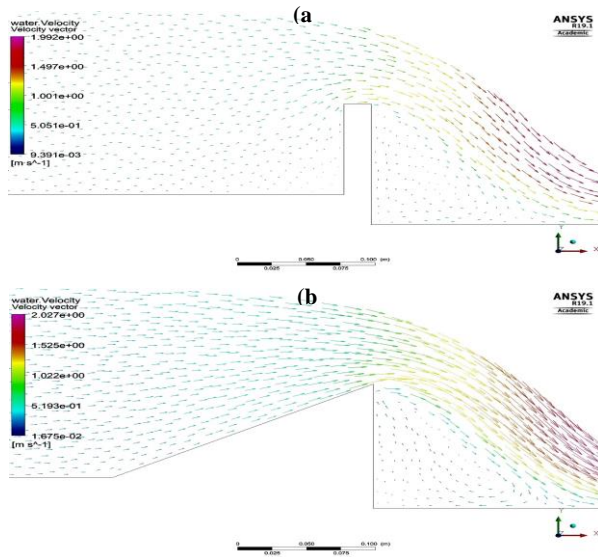 (a
water Velocity
Velocity vector
1.992e+00
1.497e+00
1.001e+00
5.051e-01
9.391e-03
[m s^-1]
ANSYS
R19.1
Academic
0.025
0.050
0.075
0.100 (m)
Y
X
(b
water Velocity
Velocity vector
2.027e+00
1.525e+00
1.022e+00
5.193e-01
1.675e-02
[m s^-1]
ANSYS
R19.1
Academic
0.025
0.050
0.075
0.100 (m)
Y
X